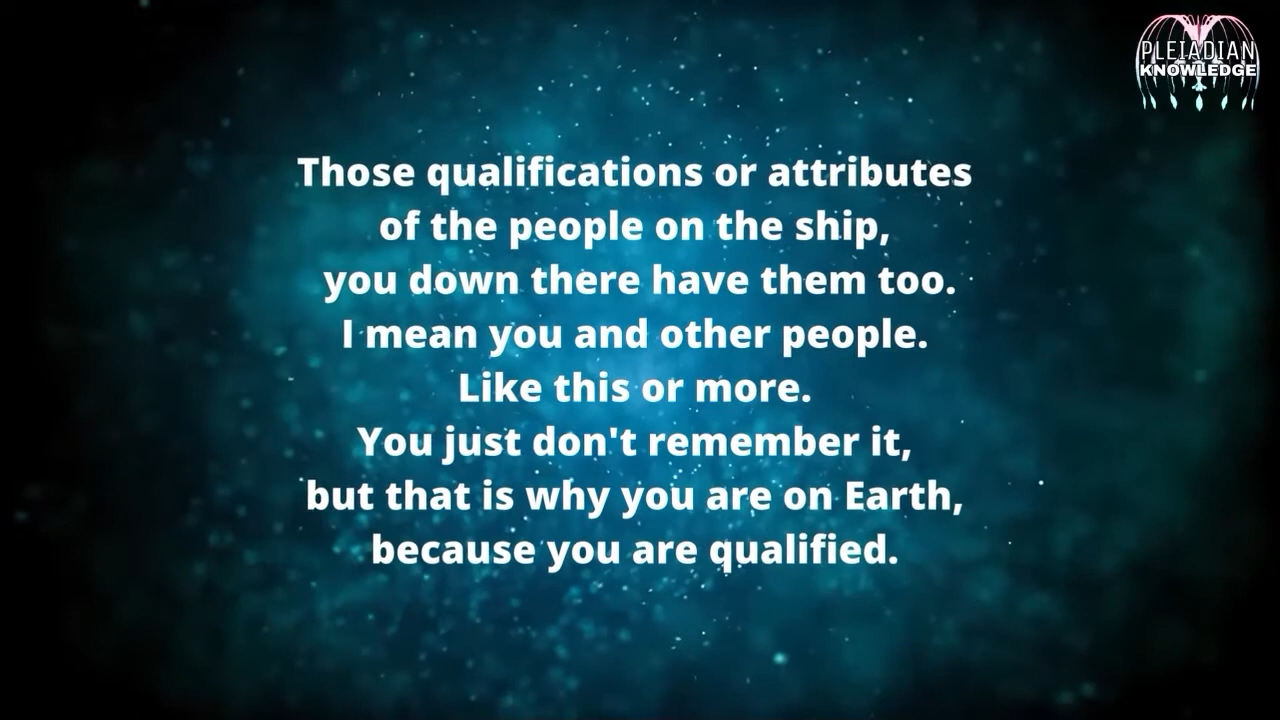 PLEIADIAN
KNOWLEDGE
Those qualifications or attributes
of the people on the ship,
you down there have them too.
I mean you and other people.
Like this or more.
You just don't remember it,
but that is why you are on Earth,
because you are qualified.